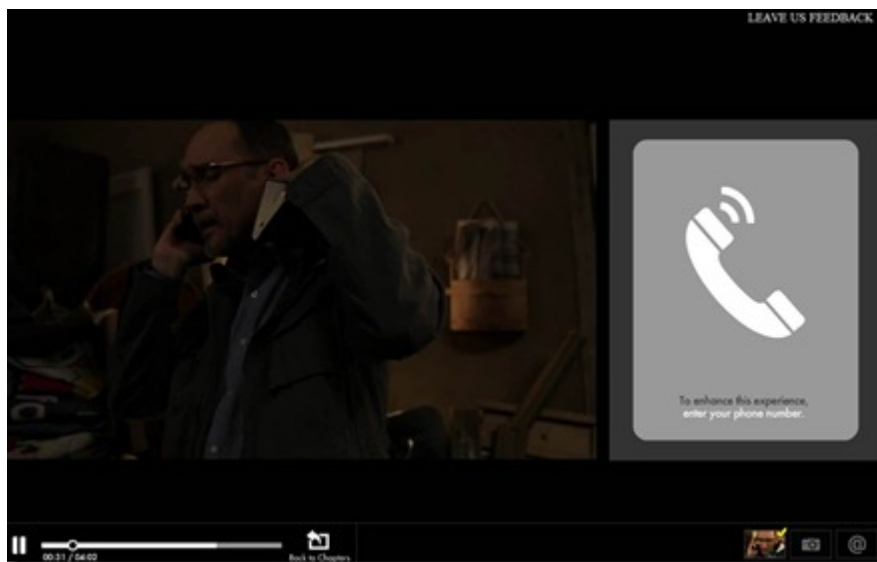 LEAVE US FEEDBACK
To enhance this experience,
enter your phone number.
00:31 / 04:02
Back to Chapters
@